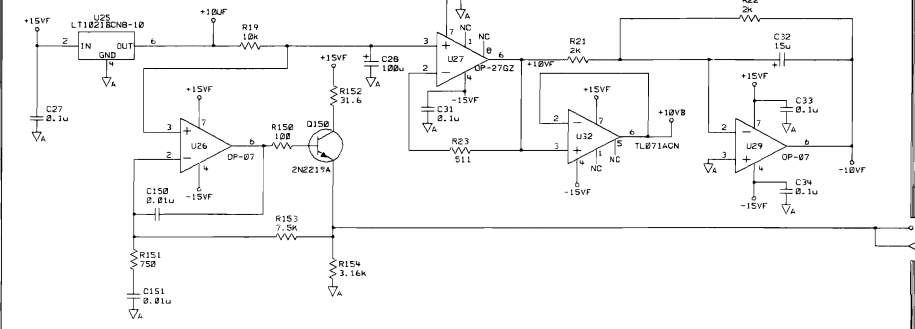 R22
2k
U25
LT1021BCN8-10
+15VF
+10UF
R19
10k
2
IN
OUT
6
GND
4
A
C27
0.1u
A
+15VF
R152
31.6
C28
100u
A
A
7
NC
1
NC
8
3
U27
6
OP-27GZ
2
4
-15VF
C31
0.1u
A
+10VF
R21
2k
R23
511
+15VF
7
2
U32
6
3
4
1
NC
5
NC
TL071ACN
-15VF
+10VB
C32
15u
+15VF
C33
0.1u
A
7
2
U29
6
3
OP-07
4
A
-15VF
C34
0.1u
A
-10VF
+15VF
7
3
U26
6
2
OP-07
4
-15VF
R150
100
Q150
2N2219A
C150
0.01u
R153
7.5K
R151
750
C151
0.01u
A
R154
3.16k
A